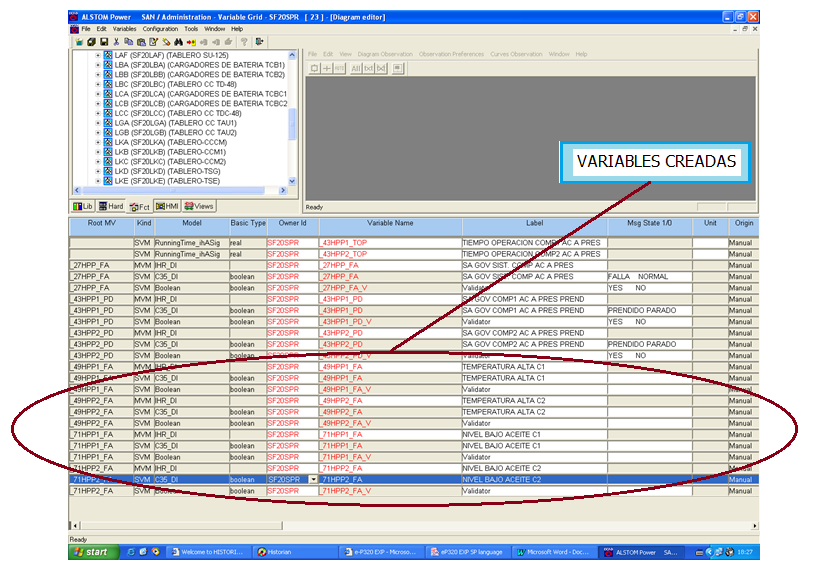 ALSTOM Power SAN / Administration - Variable Grid - SF20SPR [ 23 ] - [Diagram editor]
File Edit Variables Configuration Tools Window Help
LAF (SF20LAF) (TABLERO SU-125)
LBA (SF20LBA) (CARGADORES DE BATERIA TCB1)
LBB (SF20LBB) (CARGADORES DE BATERIA TCB2)
LBC (SF20LBC) (TABLERO CC TD-48)
LCA (SF20LCA) (CARGADORES DE BATERIA TCBC1
LCB (SF20LCB) (CARGADORES DE BATERIA TCBC2
LCC (SF20LCC) (TABLERO CC TDC-48)
LGA (SF20LGA) (TABLERO CC TAU1)
LGB (SF20LGB) (TABLERO CC TAU2)
LKA (SF20LKA) (TABLERO-CCCM)
LKB (SF20LKB) (TABLERO-CCM1)
LKC (SF20LKC) (TABLERO-CCM2)
LKD (SF20LKD) (TABLERO-TSG)
LKE (SF20LKE) (TABLERO-TSE)
Lib Hard Fct HMI Views
File Edit View Diagram Observation Observation Preferences Curves Observation Window Help
All
Ready
VARIABLES CREADAS
Root MV Kind Model Basic Type Owner Id Variable Name Label Msg State 1/0 Unit Origin
SVM RunningTime_ihASig real SF20SPR _43HPP1_TOP TIEMPO OPERACION COMP1 AC A PRES Manual
SVM RunningTime_ihASig real SF20SPR _43HPP2_TOP TIEMPO OPERACION COMP2 AC A PRES Manual
_27HPP_FA MVM IHR_DI SF20SPR _27HPP_FA SA GOV SIST. COMP AC A PRES Manual
_27HPP_FA SVM C35_DI boolean SF20SPR _27HPP_FA SA GOV SIST. COMP AC A PRES FALLA NORMAL Manual
_27HPP_FA SVM Boolean boolean SF20SPR _27HPP_FA_V Validator YES NO Manual
_43HPP1_PD MVM IHR_DI SF20SPR _43HPP1_PD SA GOV COMP1 AC A PRES PREND Manual
_43HPP1_PD SVM C35_DI boolean SF20SPR _43HPP1_PD SA GOV COMP1 AC A PRES PREND PRENDIDO PARADO Manual
_43HPP1_PD SVM Boolean boolean SF20SPR _43HPP1_PD_V Validator YES NO Manual
_43HPP2_PD MVM IHR_DI SF20SPR _43HPP2_PD SA GOV COMP2 AC A PRES PREND Manual
_43HPP2_PD SVM C35_DI boolean SF20SPR _43HPP2_PD SA GOV COMP2 AC A PRES PREND PRENDIDO PARADO Manual
_43HPP2_PD SVM Boolean boolean SF20SPR _43HPP2_PD_V Validator YES NO Manual
_49HPP1_FA MVM IHR_DI SF20SPR _49HPP1_FA TEMPERATURA ALTA C1 Manual
_49HPP1_FA SVM C35_DI boolean SF20SPR _49HPP1_FA TEMPERATURA ALTA C1 Manual
_49HPP1_FA SVM Boolean boolean SF20SPR _49HPP1_FA_V Validator Manual
_49HPP2_FA MVM IHR_DI SF20SPR _49HPP2_FA TEMPERATURA ALTA C2 Manual
_49HPP2_FA SVM C35_DI boolean SF20SPR _49HPP2_FA TEMPERATURA ALTA C2 Manual
_49HPP2_FA SVM Boolean boolean SF20SPR _49HPP2_FA_V Validator Manual
_71HPP1_FA MVM IHR_DI SF20SPR _71HPP1_FA NIVEL BAJO ACEITE C1 Manual
_71HPP1_FA SVM C35_DI boolean SF20SPR _71HPP1_FA NIVEL BAJO ACEITE C1 Manual
_71HPP1_FA SVM Boolean boolean SF20SPR _71HPP1_FA_V Validator Manual
_71HPP2_FA MVM IHR_DI SF20SPR _71HPP2_FA NIVEL BAJO ACEITE C2 Manual
_71HPP2_FA SVM C35_DI boolean SF20SPR _71HPP2_FA NIVEL BAJO ACEITE C2 Manual
_71HPP2_FA SVM Boolean boolean SF20SPR _71HPP2_FA_V Validator Manual
Ready
start Welcome to HISTORI... Historian e-P320 EXP - Microso... eP320 EXP SP language Microsoft Word - Doc... ALSTOM Power SA... 18:27